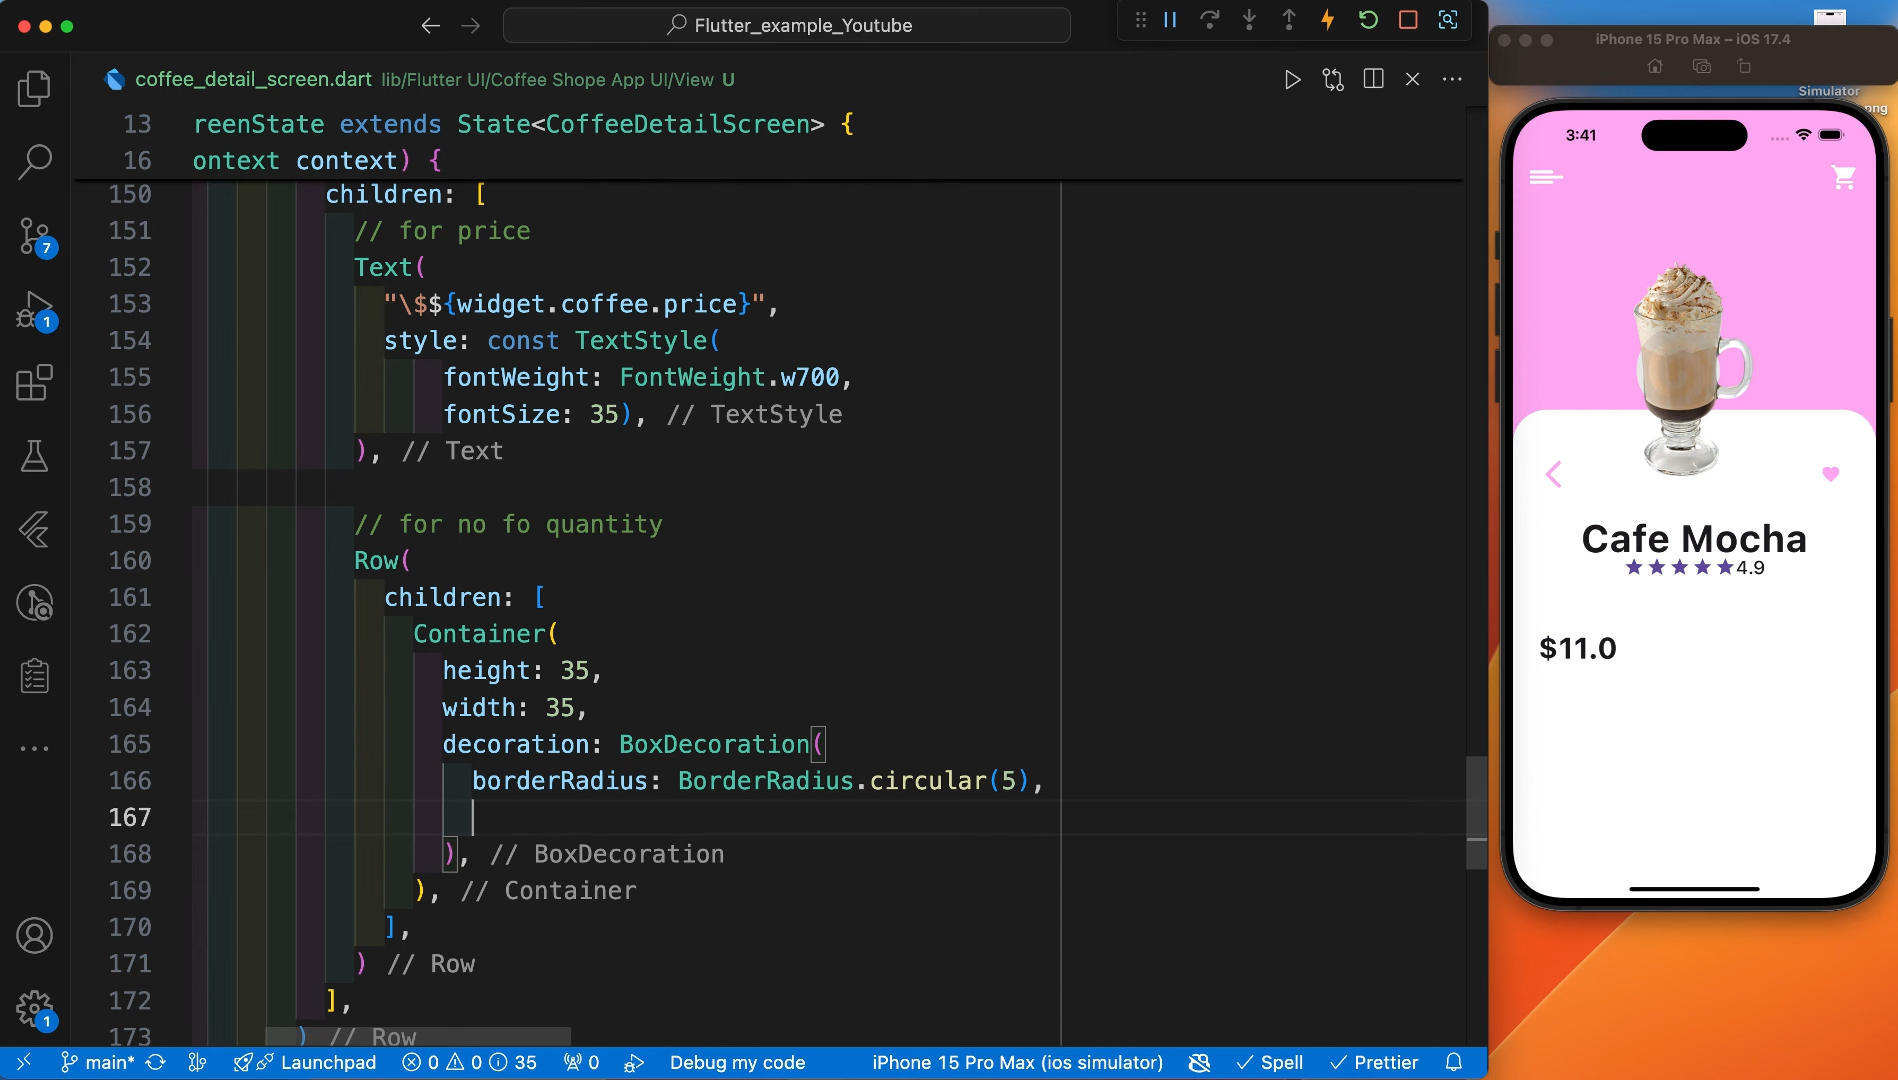 Flutter_example_Youtube
coffee_detail_screen.dart lib/Flutter UI/Coffee Shope App UI/View U
13 reenState extends State<CoffeeDetailScreen> {
16 ontext context) {
150 children: [
151 // for price
152 Text(
153 "\$${widget.coffee.price}",
154 style: const TextStyle(
155 fontWeight: FontWeight.w700,
156 fontSize: 35), // TextStyle
157 ), // Text
158
159 // for no fo quantity
160 Row(
161 children: [
162 Container(
163 height: 35,
164 width: 35,
165 decoration: BoxDecoration(
166 borderRadius: BorderRadius.circular(5),
167
168 ), // BoxDecoration
169 ), // Container
170 ],
171 ) // Row
172 ],
173 ) // Row
7
1
1
main* Launchpad 0 0 35 0 Debug my code iPhone 15 Pro Max (ios simulator) Spell Prettier
iPhone 15 Pro Max – iOS 17.4
Simulator
png
3:41
Cafe Mocha
4.9
$11.0